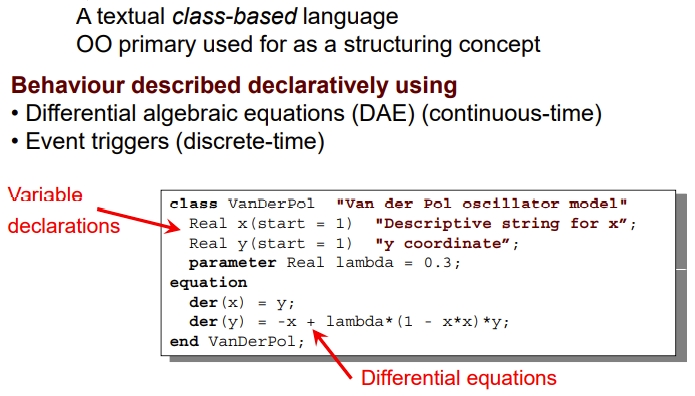 A textual class-based language
OO primary used for as a structuring concept
Behaviour described declaratively using
• Differential algebraic equations (DAE) (continuous-time)
• Event triggers (discrete-time)
Variable
declarations
class VanDerPol  "Van der Pol oscillator model"
  Real x(start = 1)  "Descriptive string for x”;
  Real y(start = 1)  "y coordinate”;
  parameter Real lambda = 0.3;
equation
  der(x) = y;
  der(y) = -x + lambda*(1 - x*x)*y;
end VanDerPol;
Differential equations